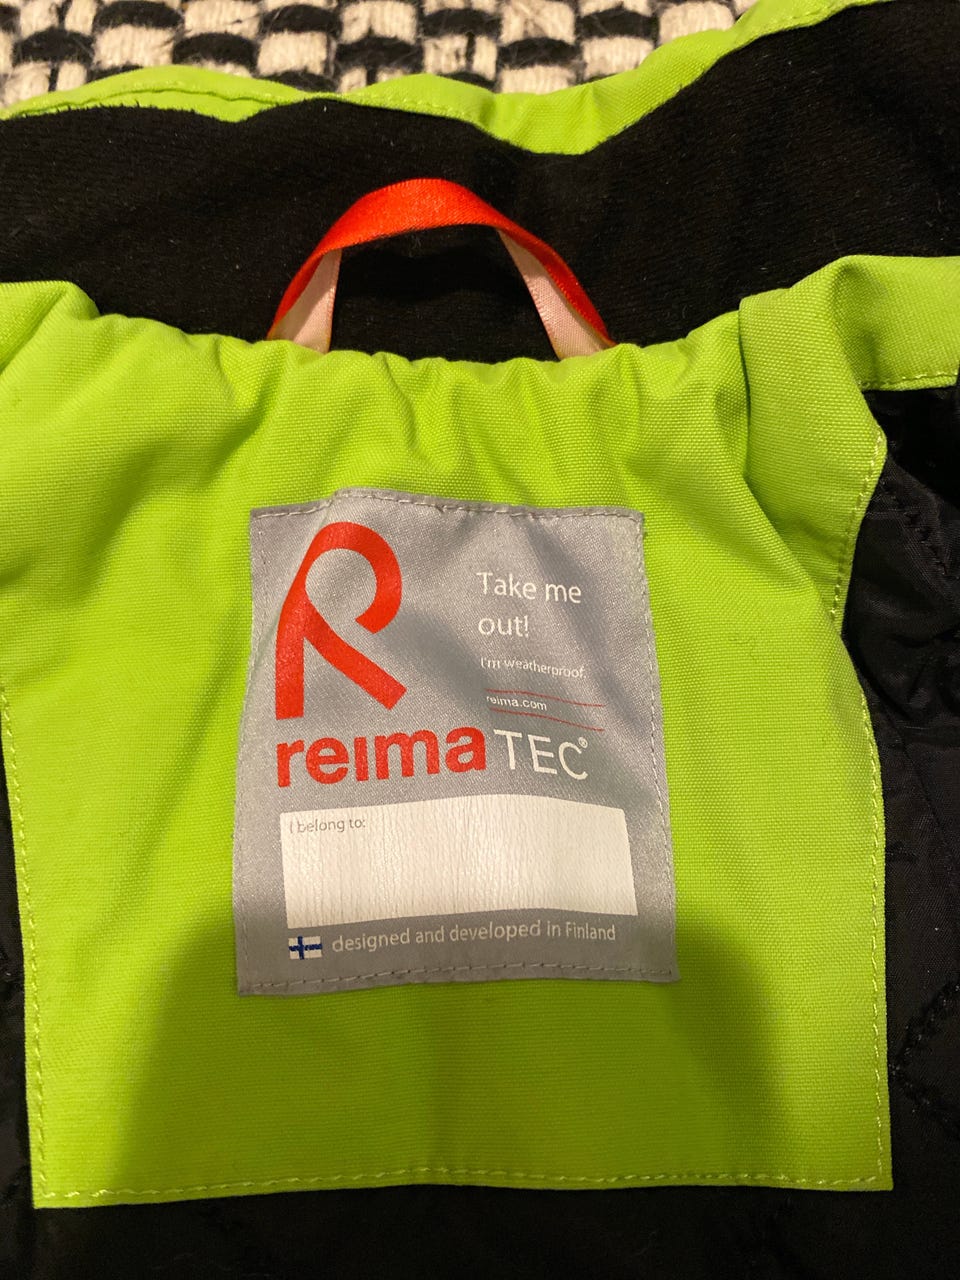 Take me
out!
I'm weatherproof.
reima.com
reima TEC®
I belong to:
designed and developed in Finland